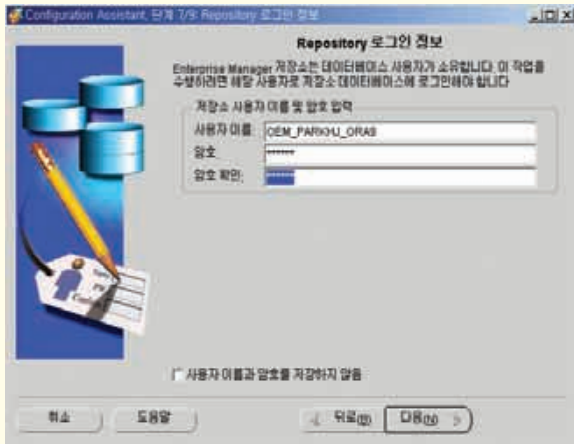 Configuration Assistant, 단계 7/9: Repository 로그인 정보
Repository 로그인 정보
Enterprise Manager 저장소는 데이터베이스 사용자가 소유합니다. 이 작업을
수행하려면 해당 사용자로 저장소 데이터베이스에 로그인해야 합니다
저장소 사용자 이름 및 암호 입력
사용자 이름: OEM_PARKHJ_ORA9
암호 ******
암호 확인: ******
사용자 이름과 암호를 저장하지 않음
취소
도움말
뒤로(B)
다음(N)